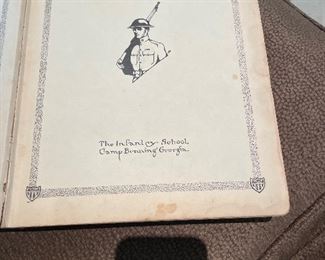 The Infantry School
Camp Benning Georgia.